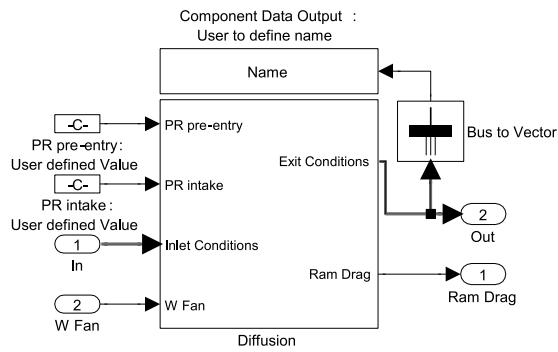 Component Data Output :
User to define name
Name
Bus to Vector
-C-
PR pre-entry
PR pre-entry:
User defined Value
-C-
PR intake
PR intake :
User defined Value
Exit Conditions
2
Out
1
Inlet Conditions
In
2
W Fan
W Fan
Ram Drag
1
Ram Drag
Diffusion